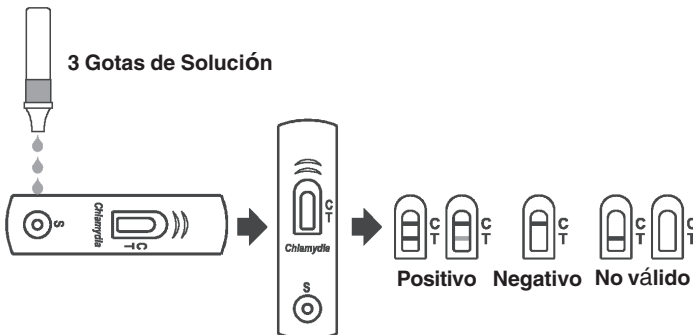 3 Gotas de Solución
S
Chlamydia
C
T
C
T
Chlamydia
S
C
T
C
T
C
T
C
T
C
T
Positivo Negativo No válido